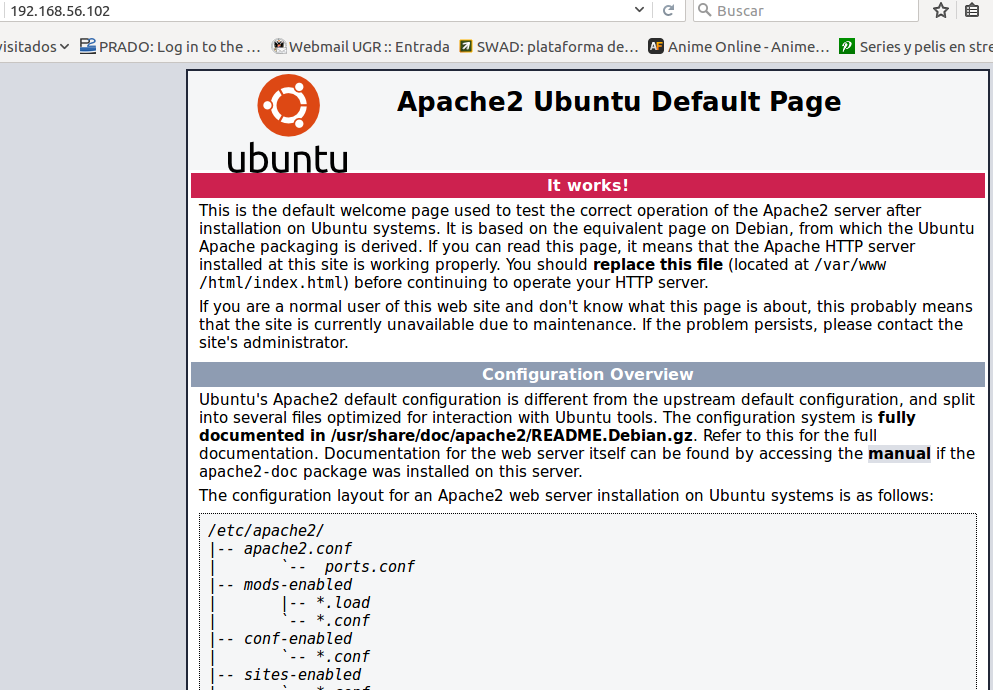 192.168.56.102
Buscar
visitados
PRADO: Log in to the ...
Webmail UGR :: Entrada
SWAD: plataforma de...
Anime Online - Anime...
Series y pelis en stre
ubuntu
Apache2 Ubuntu Default Page
It works!
This is the default welcome page used to test the correct operation of the Apache2 server after
installation on Ubuntu systems. It is based on the equivalent page on Debian, from which the Ubuntu
Apache packaging is derived. If you can read this page, it means that the Apache HTTP server
installed at this site is working properly. You should replace this file (located at /var/www
/html/index.html) before continuing to operate your HTTP server.
If you are a normal user of this web site and don't know what this page is about, this probably means
that the site is currently unavailable due to maintenance. If the problem persists, please contact the
site's administrator.
Configuration Overview
Ubuntu's Apache2 default configuration is different from the upstream default configuration, and split
into several files optimized for interaction with Ubuntu tools. The configuration system is fully
documented in /usr/share/doc/apache2/README.Debian.gz. Refer to this for the full
documentation. Documentation for the web server itself can be found by accessing the manual if the
apache2-doc package was installed on this server.
The configuration layout for an Apache2 web server installation on Ubuntu systems is as follows:
/etc/apache2/
|-- apache2.conf
|       `--  ports.conf
|-- mods-enabled
|       |-- *.load
|       `-- *.conf
|-- conf-enabled
|       `-- *.conf
|-- sites-enabled
|       `-- *.conf